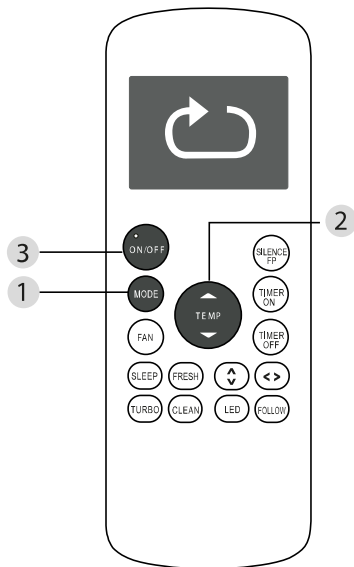 2
ON/OFF
SILENCE
FP
3
1
MODE
TEMP
TIMER
ON
FAN
TIMER
OFF
SLEEP
FRESH
TURBO
CLEAN
LED
FOLLOW